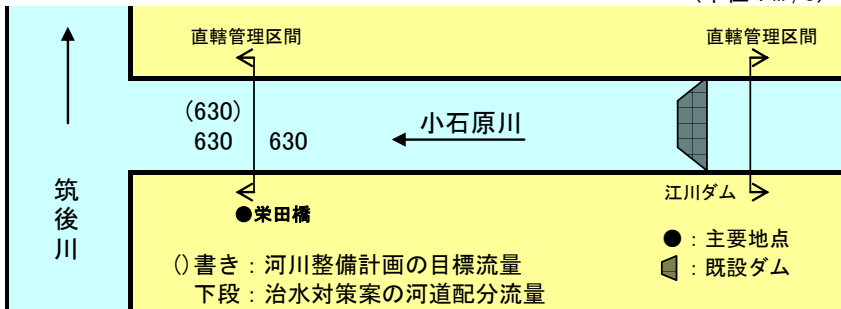 直轄管理区間
直轄管理区間
(630)
630
630
小石原川
筑後川
江川ダム
●栄田橋
●：主要地点
：既設ダム
()書き：河川整備計画の目標流量
下段：治水対策案の河道配分流量